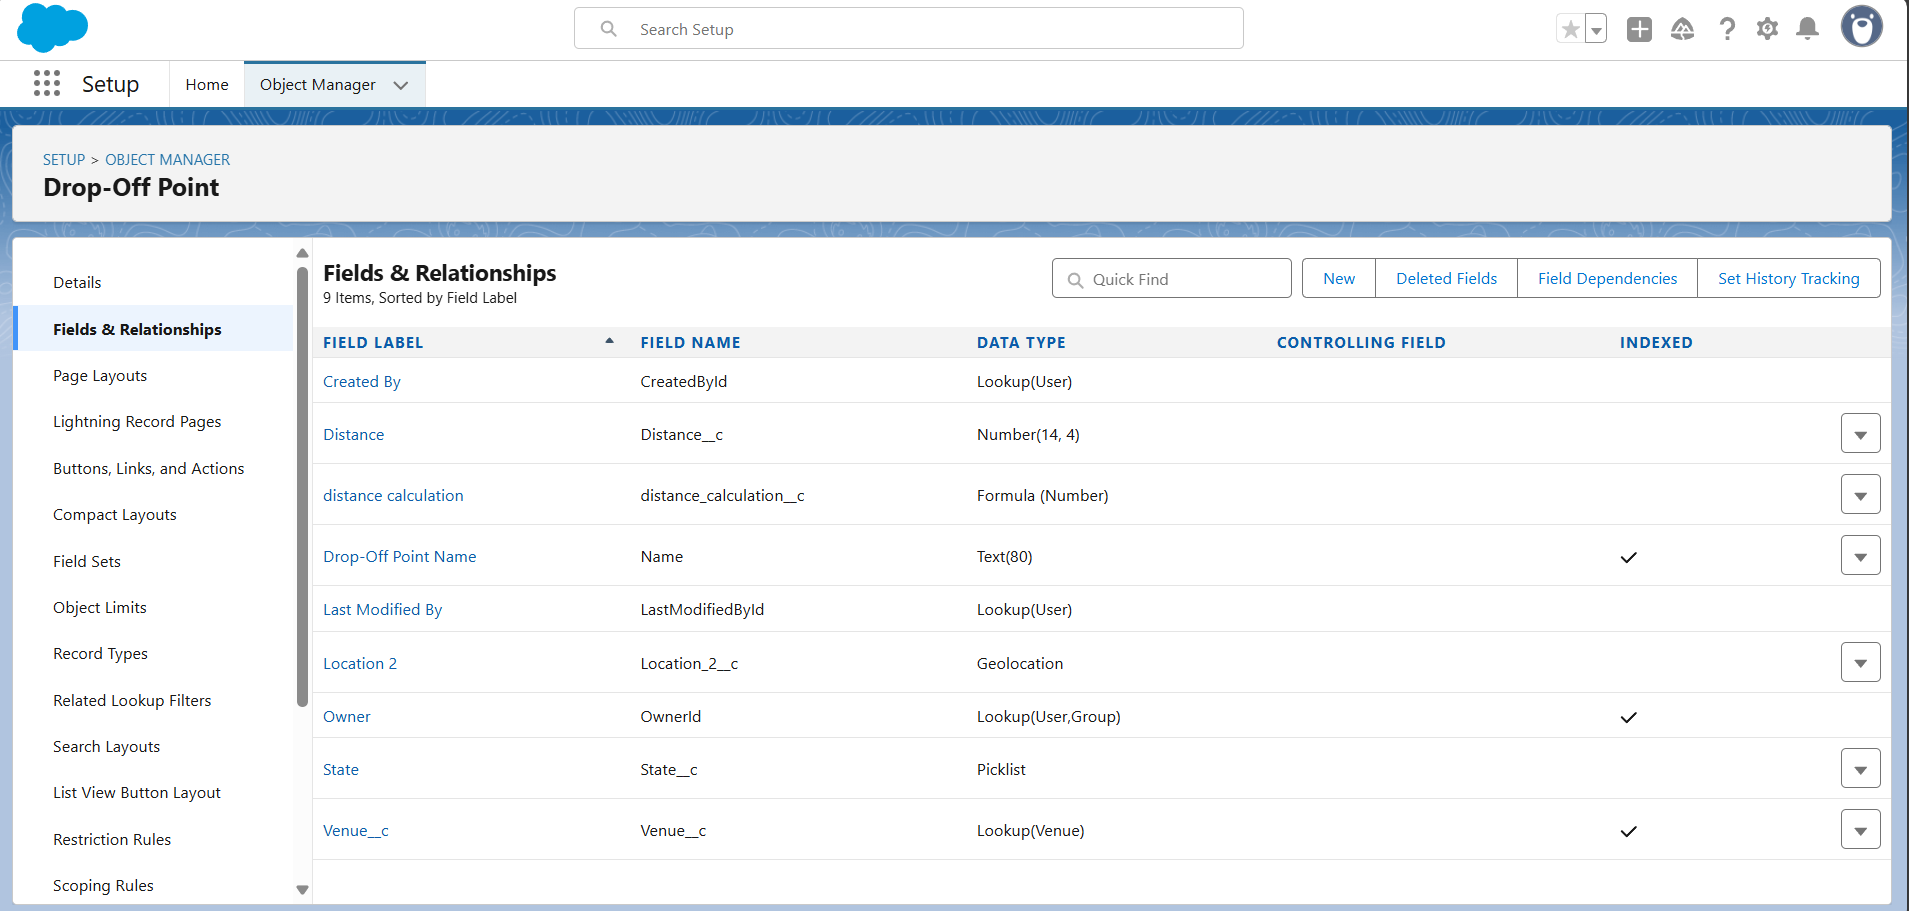 Search Setup
Setup
Home
Object Manager
SETUP > OBJECT MANAGER
Drop-Off Point
Details
Fields & Relationships
Page Layouts
Lightning Record Pages
Buttons, Links, and Actions
Compact Layouts
Field Sets
Object Limits
Record Types
Related Lookup Filters
Search Layouts
List View Button Layout
Restriction Rules
Scoping Rules
Fields & Relationships
9 Items, Sorted by Field Label
Quick Find
New
Deleted Fields
Field Dependencies
Set History Tracking
FIELD LABEL FIELD NAME DATA TYPE CONTROLLING FIELD INDEXED
Created By CreatedById Lookup(User)
Distance Distance__c Number(14, 4)
distance calculation distance_calculation__c Formula (Number)
Drop-Off Point Name Name Text(80)
Last Modified By LastModifiedById Lookup(User)
Location 2 Location_2__c Geolocation
Owner OwnerId Lookup(User,Group)
State State__c Picklist
Venue__c Venue__c Lookup(Venue)